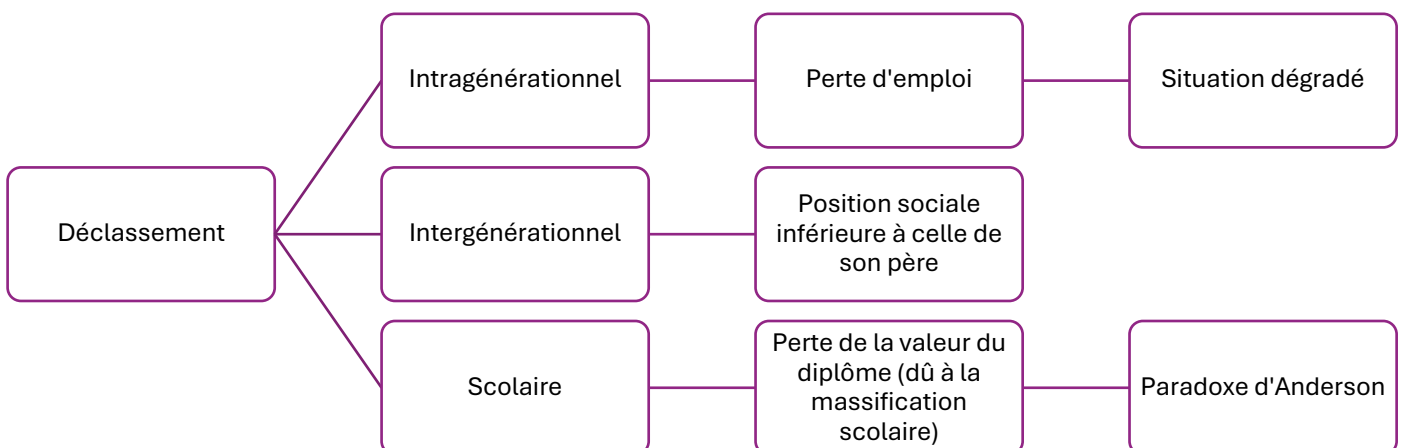 Intragénérationnel
Perte d'emploi
Situation dégradé
Déclassement
Intergénérationnel
Position sociale
inférieure à celle de
son père
Scolaire
Perte de la valeur du
diplôme (dû à la
massification
scolaire)
Paradoxe d'Anderson